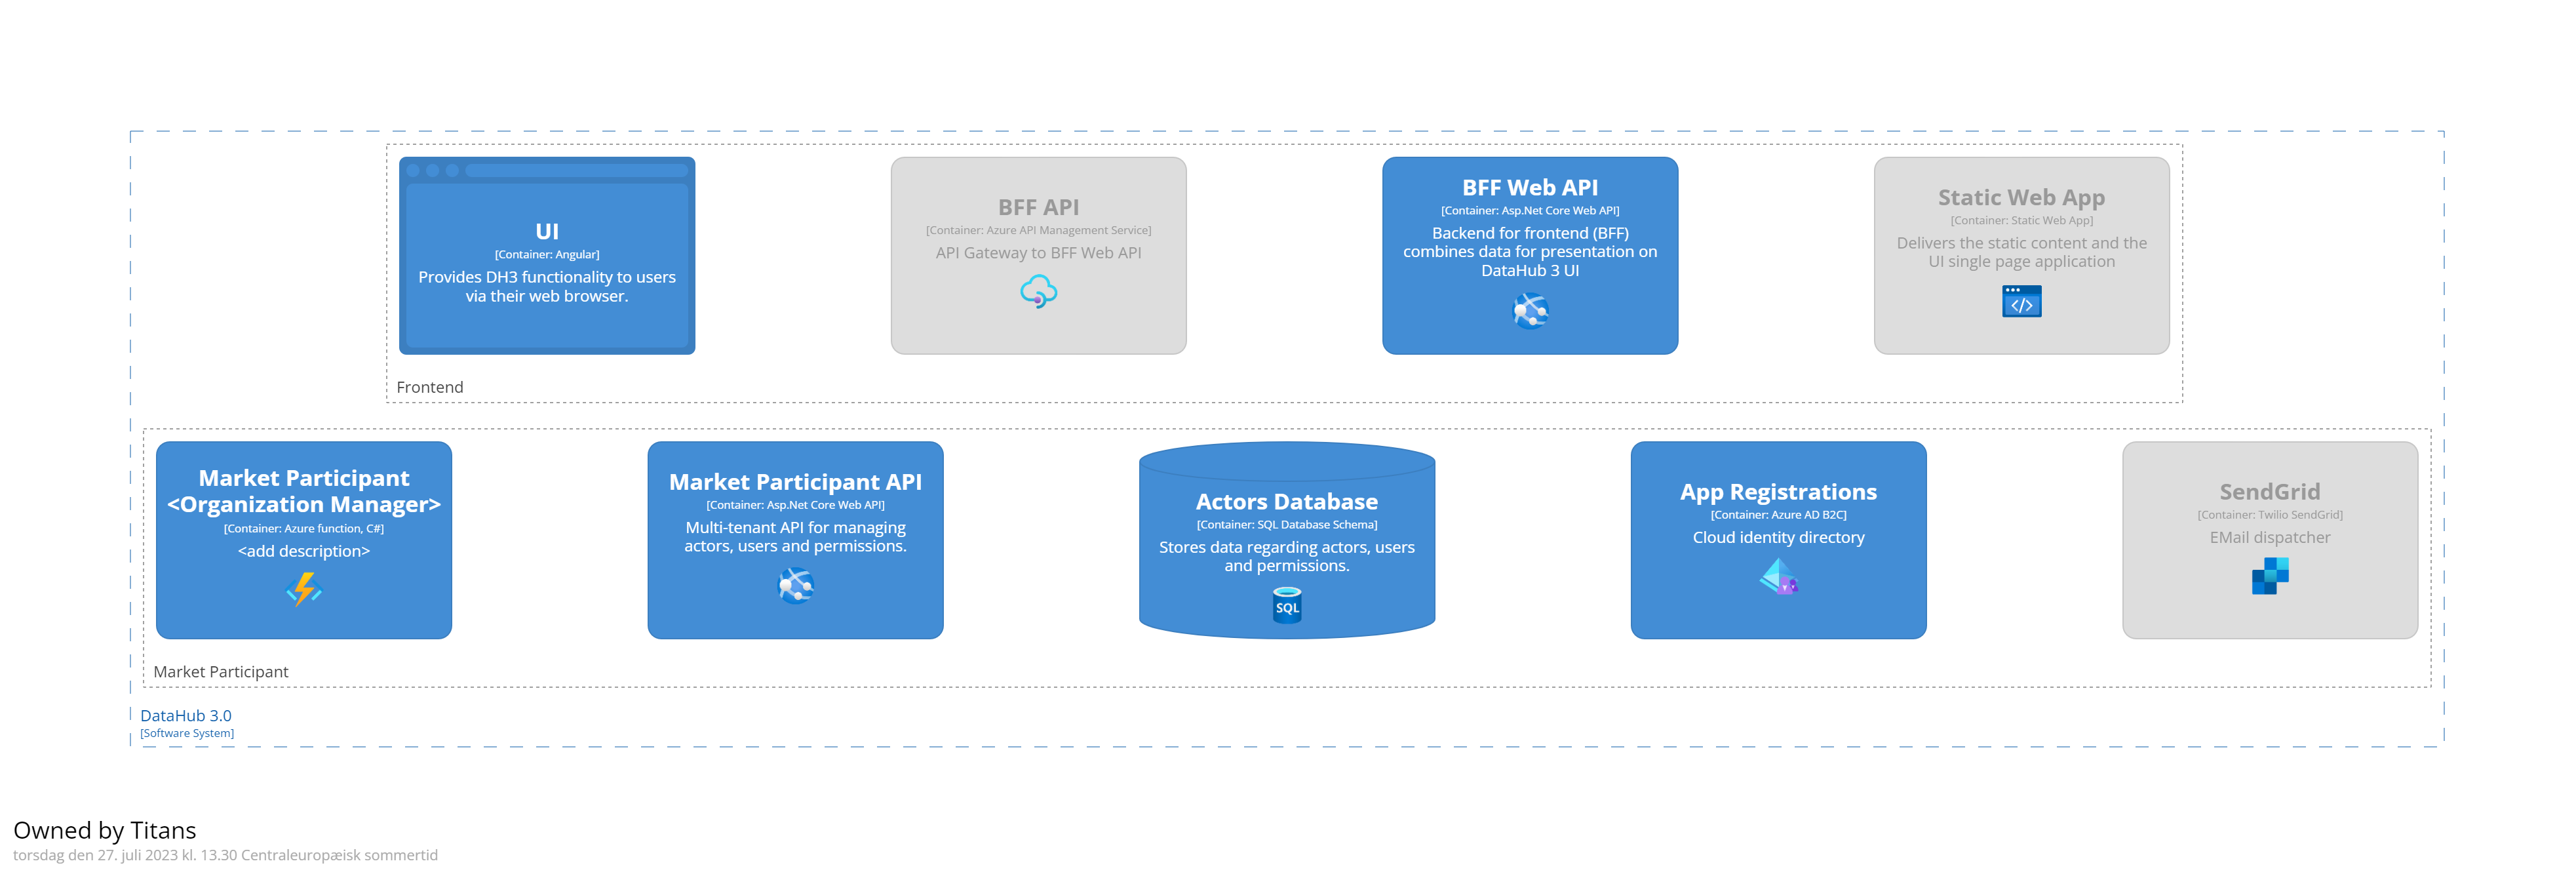 UI
[Container: Angular]
Provides DH3 functionality to users
via their web browser.
BFF API
[Container: Azure API Management Service]
API Gateway to BFF Web API
BFF Web API
[Container: Asp.Net Core Web API]
Backend for frontend (BFF)
combines data for presentation on
DataHub 3 UI
Static Web App
[Container: Static Web App]
Delivers the static content and the
UI single page application
Frontend
Market Participant
<Organization Manager>
[Container: Azure function, C#]
<add description>
Market Participant API
[Container: Asp.Net Core Web API]
Multi-tenant API for managing
actors, users and permissions.
Actors Database
[Container: SQL Database Schema]
Stores data regarding actors, users
and permissions.
SQL
App Registrations
[Container: Azure AD B2C]
Cloud identity directory
SendGrid
[Container: Twilio SendGrid]
EMail dispatcher
Market Participant
DataHub 3.0
[Software System]
Owned by Titans
torsdag den 27. juli 2023 kl. 13.30 Centraleuropæisk sommertid